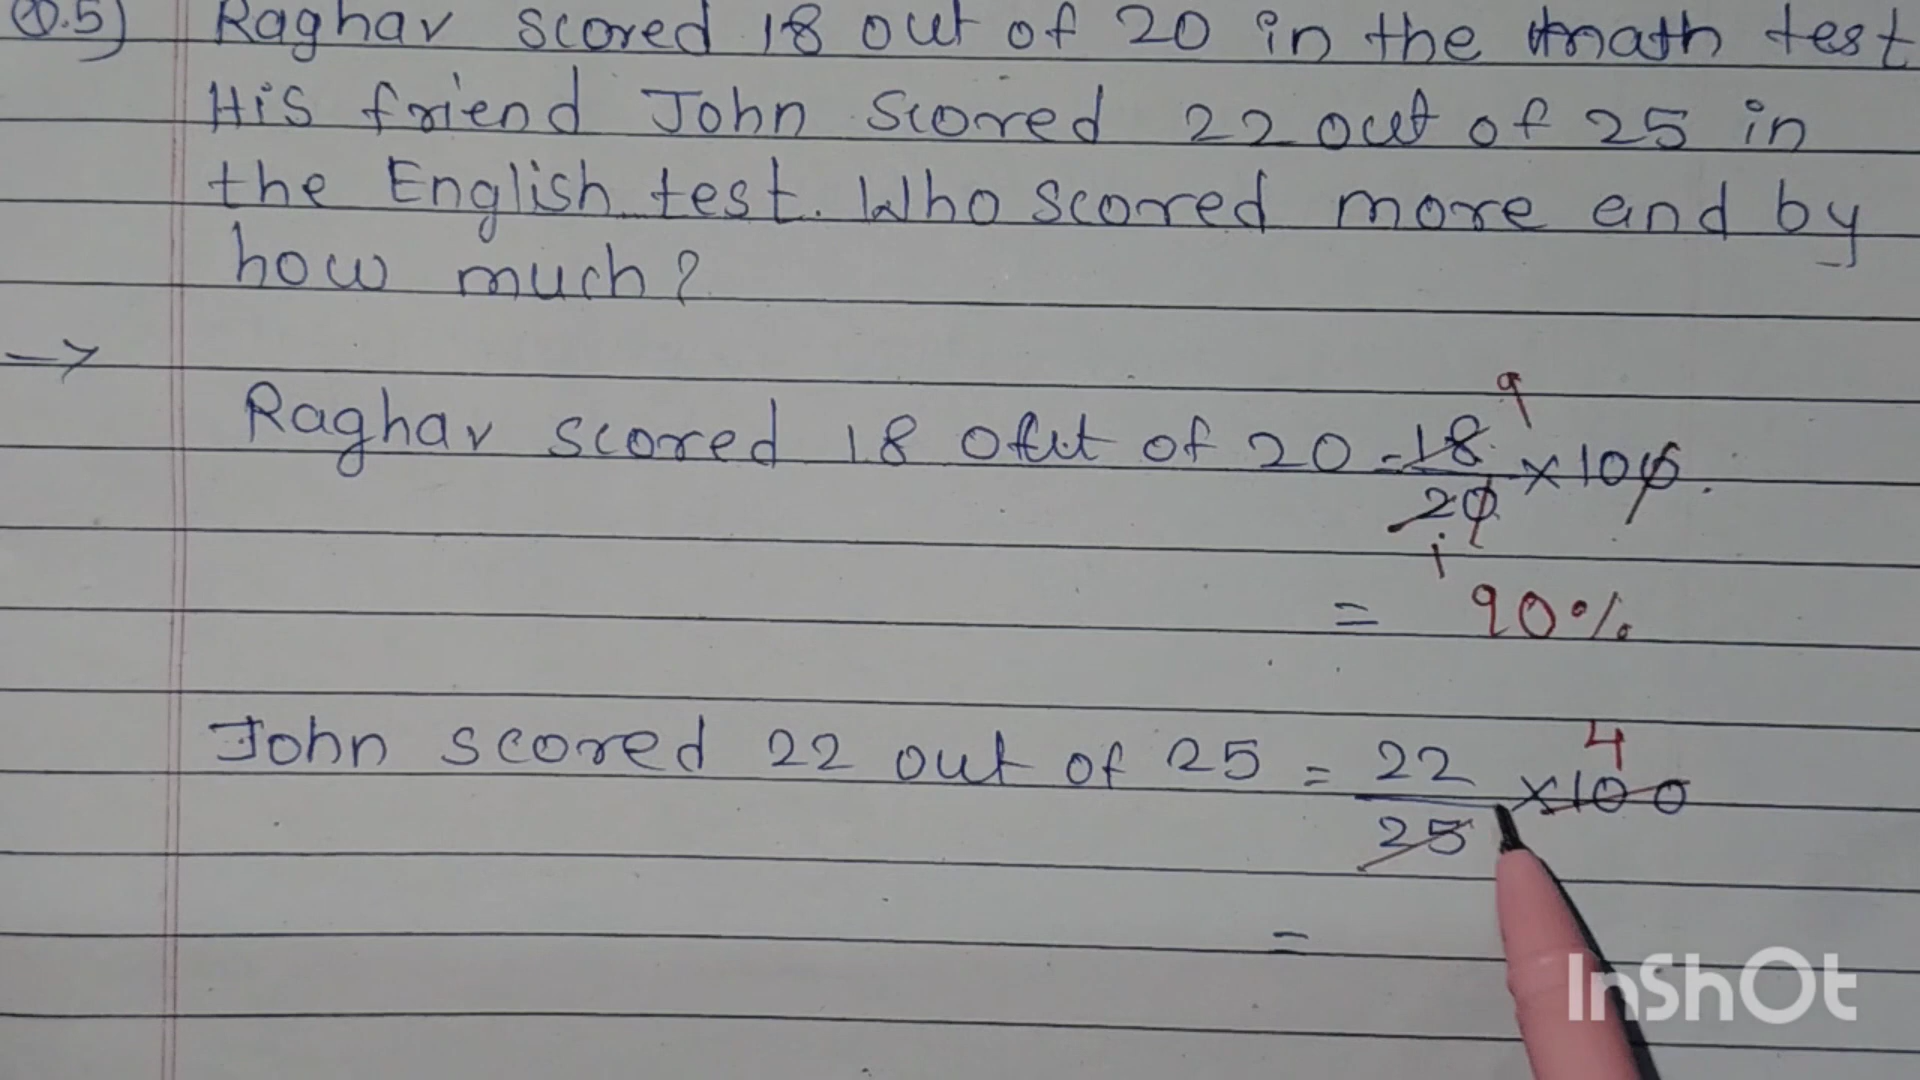 Q.5) Raghav scored 18 out of 20 in the math test
His friend John Scored 22 out of 25 in
the English test. Who scored more and by
how much?
→
9
Raghav scored 18 out of 20 = 18/20 × 100.
1
= 90%
4
John scored 22 out of 25 = 22/25 × 100
=
InShOt